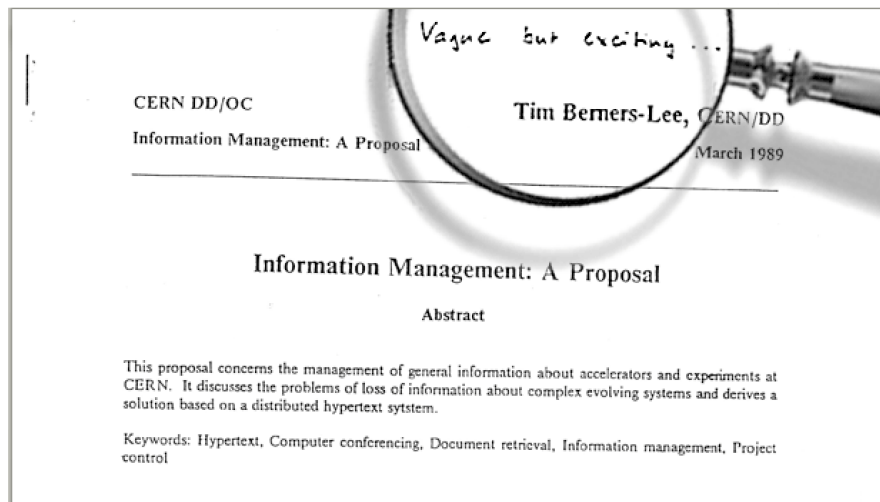 Vague but exciting ...
CERN DD/OC
Tim Berners-Lee, CERN/DD
Information Management: A Proposal
March 1989
Information Management: A Proposal
Abstract
This proposal concerns the management of general information about accelerators and experiments at
CERN. It discusses the problems of loss of information about complex evolving systems and derives a
solution based on a distributed hypertext sytstem.
Keywords: Hypertext, Computer conferencing, Document retrieval, Information management, Project
control